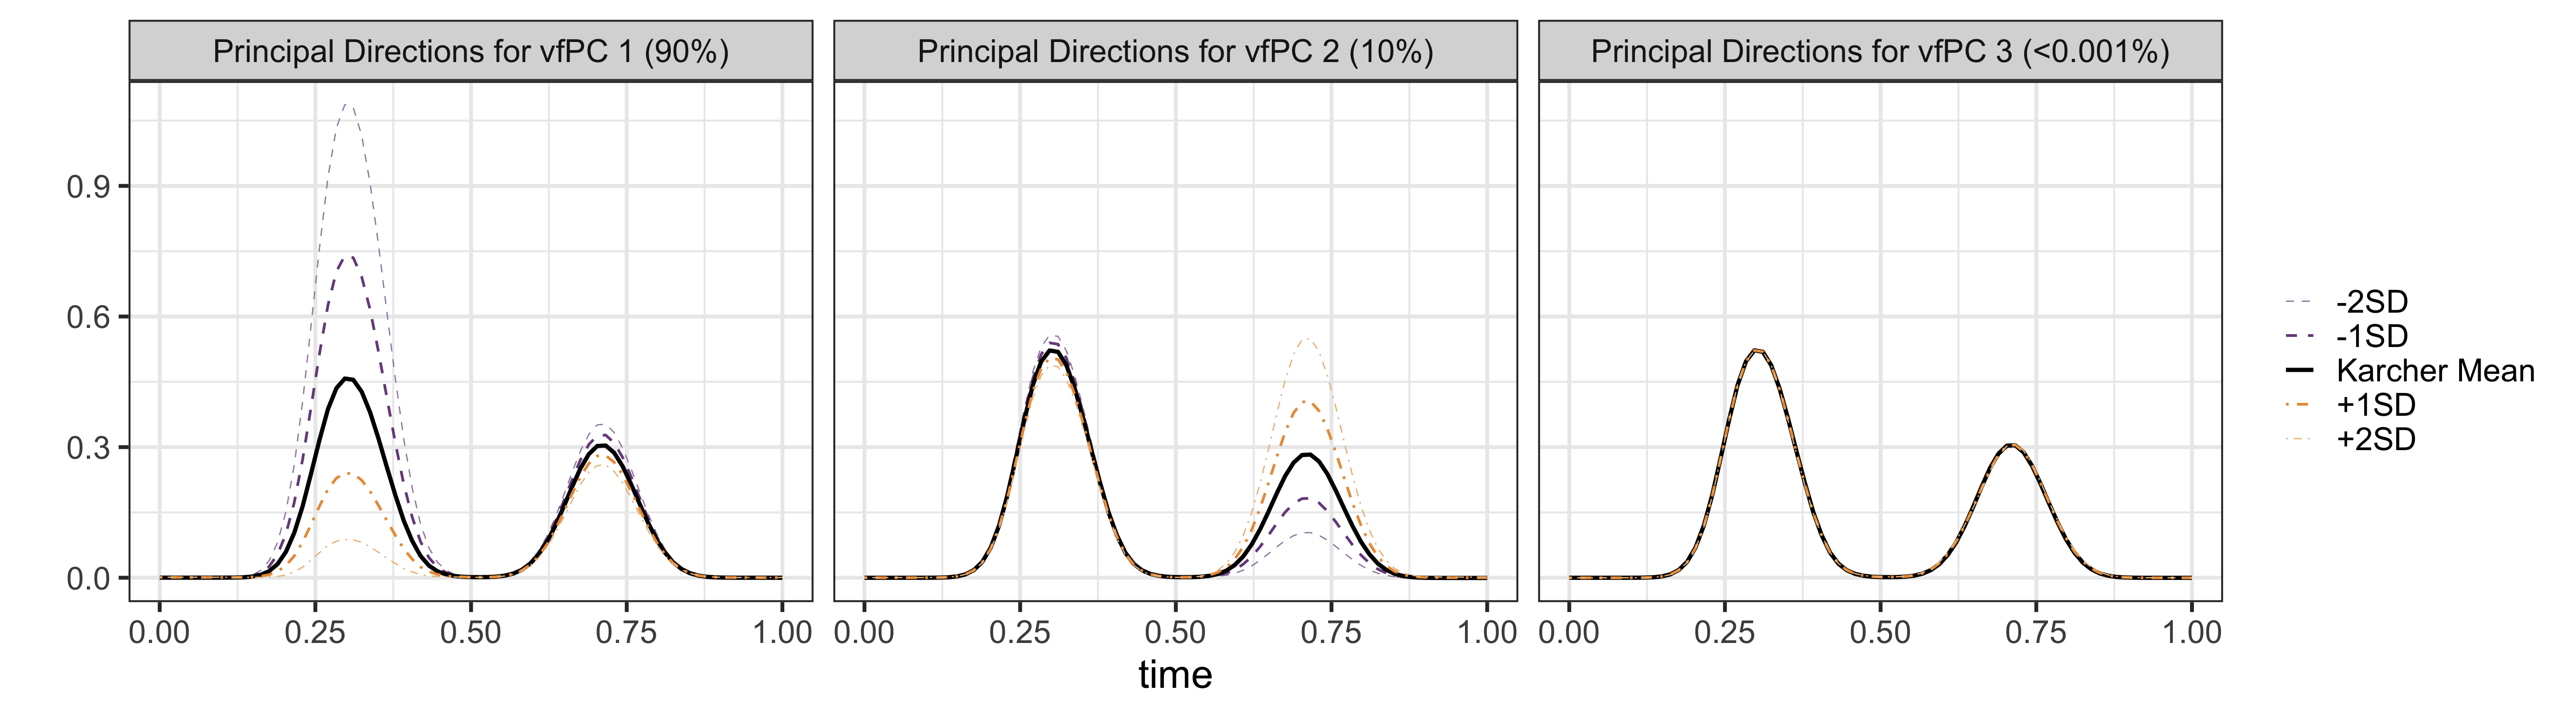 Principal Directions for vfPC 1 (90%)
Principal Directions for vfPC 2 (10%)
Principal Directions for vfPC 3 (<0.001%)
0.9
0.6
0.3
0.0
0.00 0.25 0.50 0.75 1.00
0.00 0.25 0.50 0.75 1.00
0.00 0.25 0.50 0.75 1.00
time
-2SD
-1SD
Karcher Mean
+1SD
+2SD